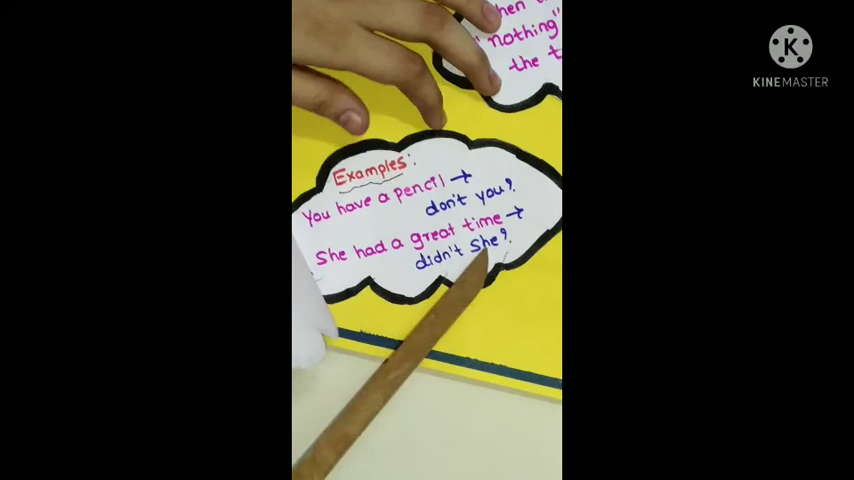 "nothing"
the
KINEMASTER
Examples:
You have a pencil →
don't you?
She had a great time →
didn't she?